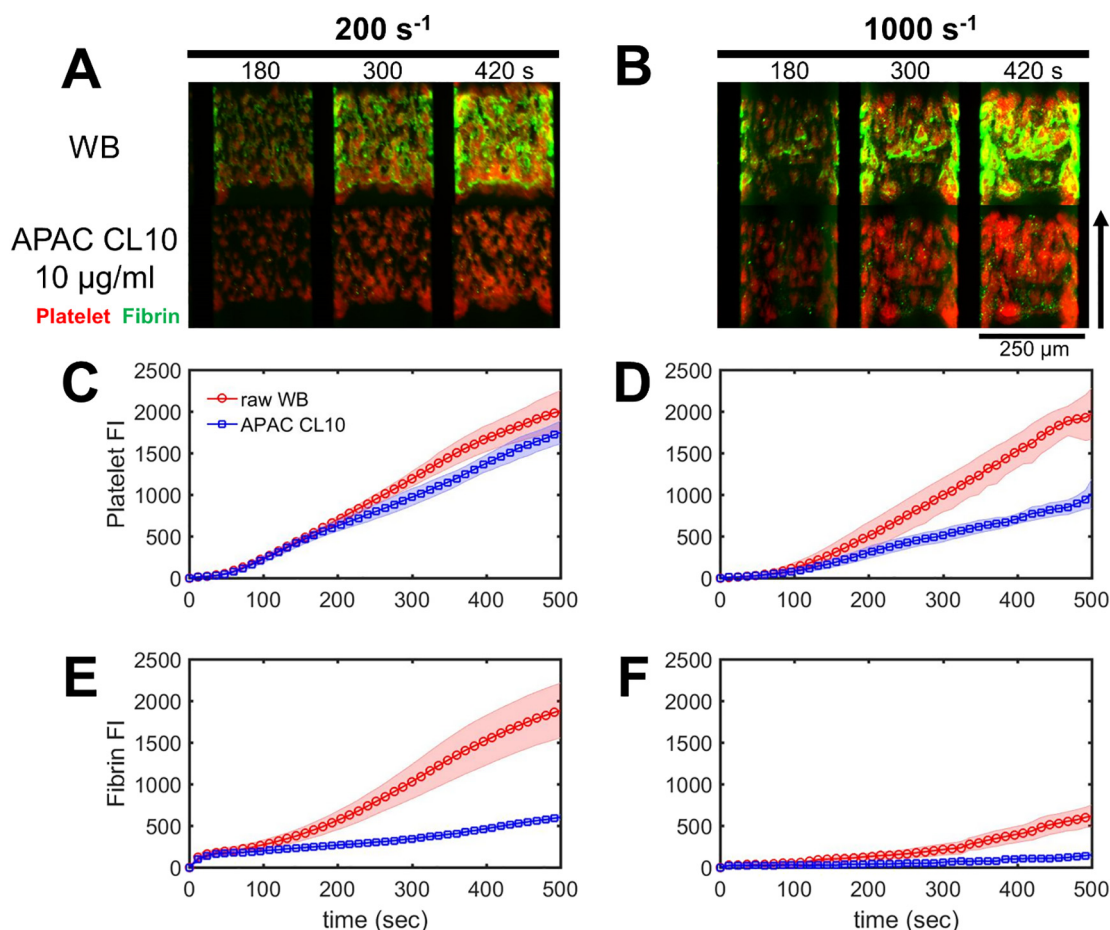 200 s⁻¹
1000 s⁻¹
A
180 300 420 s
B
180 300 420 s
WB
APAC CL10
10 µg/ml
Platelet Fibrin
250 µm
C
2500
2000
1500
1000
500
0
Platelet FI
raw WB
APAC CL10
0 100 200 300 400 500
D
2500
2000
1500
1000
500
0
0 100 200 300 400 500
E
2500
2000
1500
1000
500
0
Fibrin FI
0 100 200 300 400 500
time (sec)
F
2500
2000
1500
1000
500
0
0 100 200 300 400 500
time (sec)